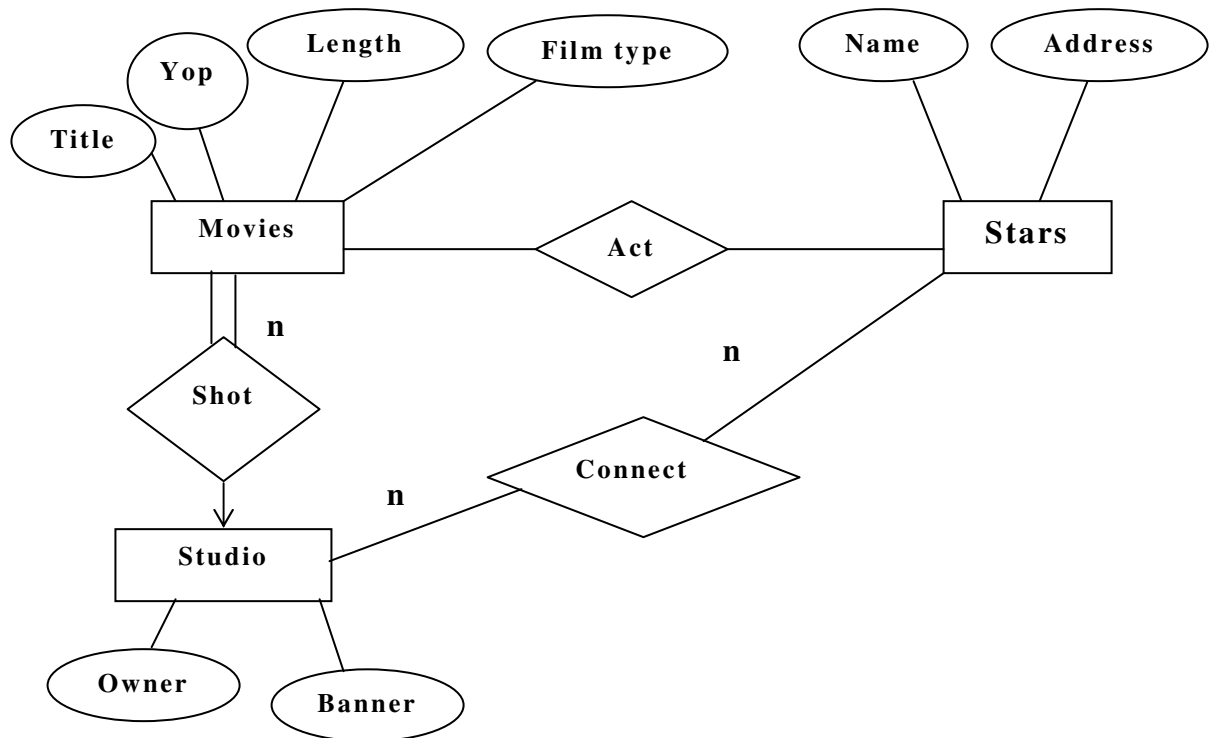 Length
Film type
Name
Address
Yop
Title
Movies
Stars
Act
n
n
Shot
Connect
n
Studio
Owner
Banner